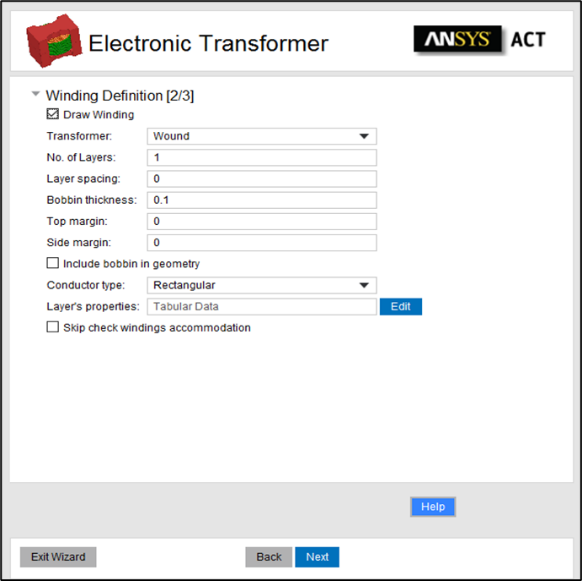 Electronic Transformer
ANSYS ACT
Winding Definition [2/3]
Draw Winding
Transformer: Wound
No. of Layers: 1
Layer spacing: 0
Bobbin thickness: 0.1
Top margin: 0
Side margin: 0
Include bobbin in geometry
Conductor type: Rectangular
Layer's properties: Tabular Data Edit
Skip check windings accommodation
Help
Exit Wizard Back Next